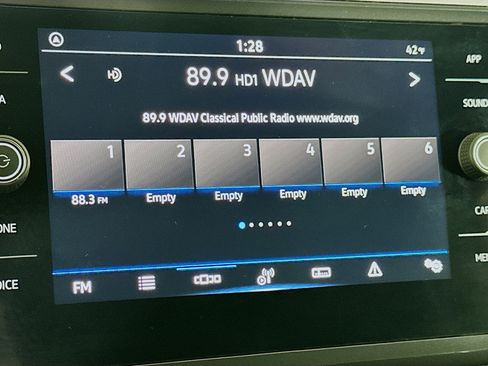 1:28
42°F
89.9 HD1 WDAV
89.9 WDAV Classical Public Radio www.wdav.org
1 2 3 4 5 6
88.3 FM Empty Empty Empty Empty Empty
FM
APP
SOUND
CAR